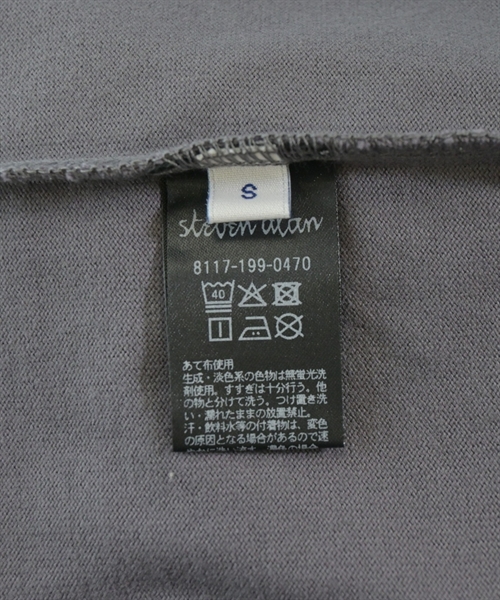 S
steven alan
8117-199-0470
40
あて布使用
生成・淡色系の色物は無蛍光洗
剤使用。すすぎは十分行う。他
の物と分けて洗う。つけ置き洗
い・濡れたままの放置禁止。
汗・飲料水等の付着物は、変色
の原因となる場合があるので速